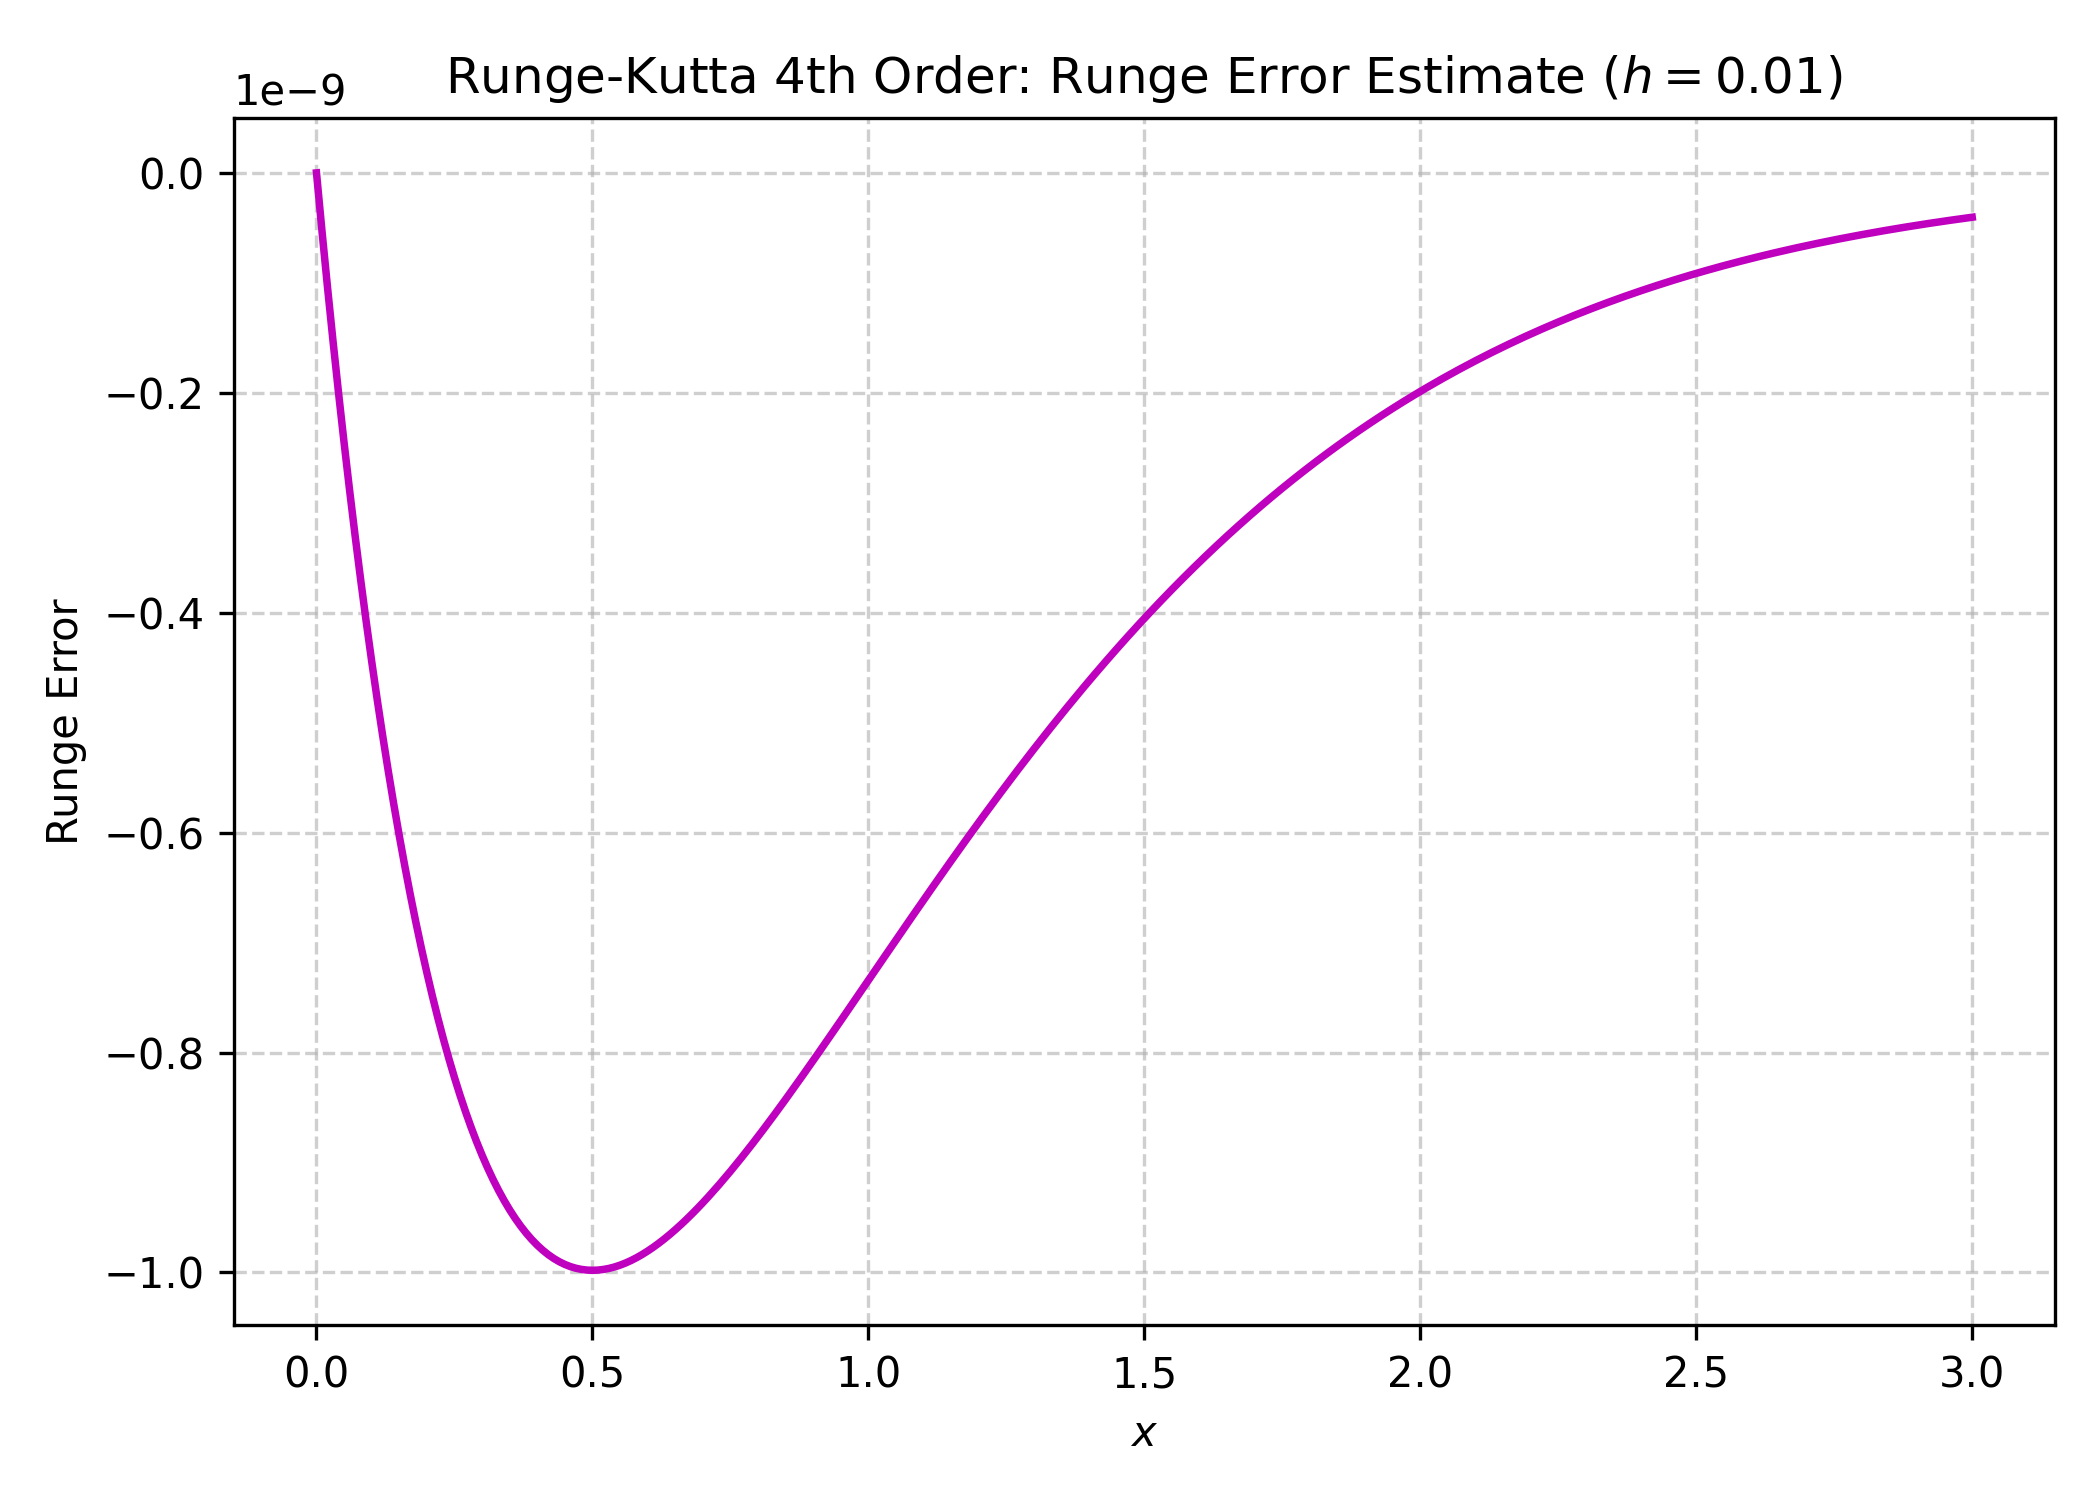 Runge-Kutta 4th Order: Runge Error Estimate (h = 0.01)
1e−9
0.0
−0.2
−0.4
−0.6
−0.8
−1.0
Runge Error
0.0 0.5 1.0 1.5 2.0 2.5 3.0
x